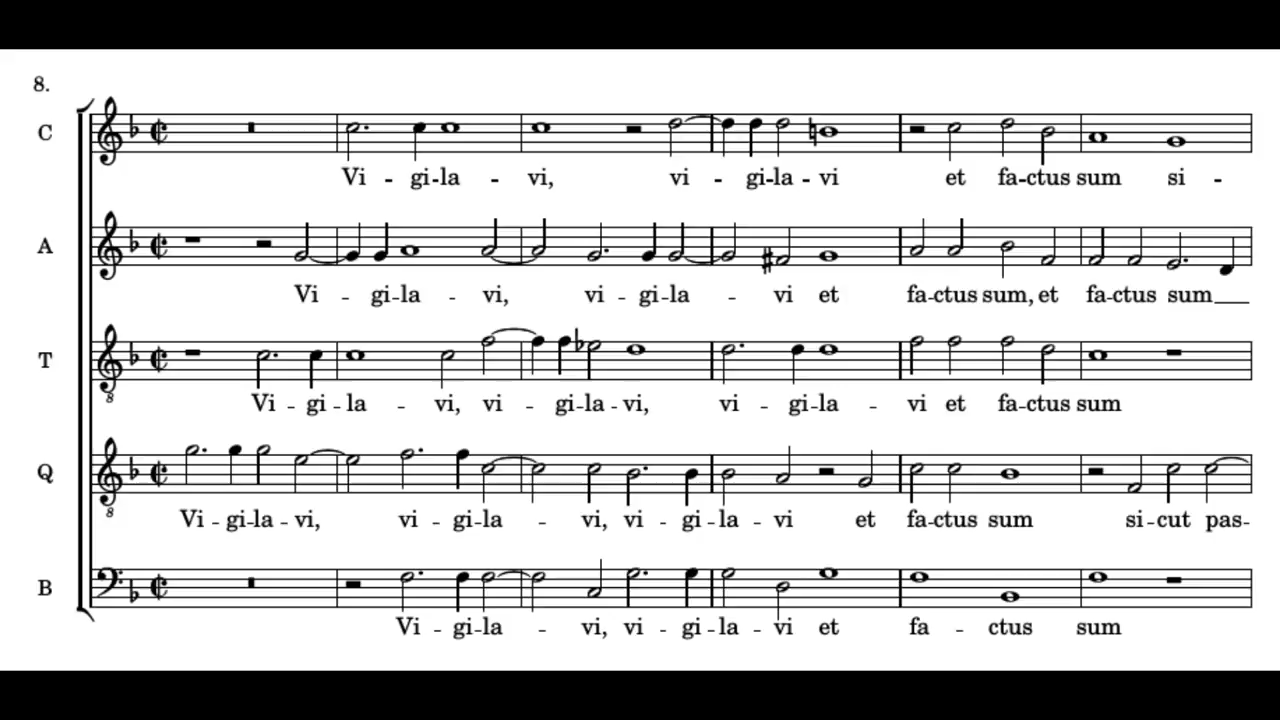 8.
C
Vi - gi-la - vi, vi - gi-la - vi et fa-ctus sum si -
A
Vi - gi-la - vi, vi - gi-la - vi et fa-ctus sum, et fa-ctus sum
T
8
Vi - gi - la - vi, vi - gi-la - vi, vi - gi-la - vi et fa-ctus sum
Q
8
Vi - gi-la - vi, vi - gi-la - vi, vi - gi-la - vi et fa-ctus sum si-cut pas-
B
Vi - gi-la - vi, vi - gi-la - vi et fa - ctus sum